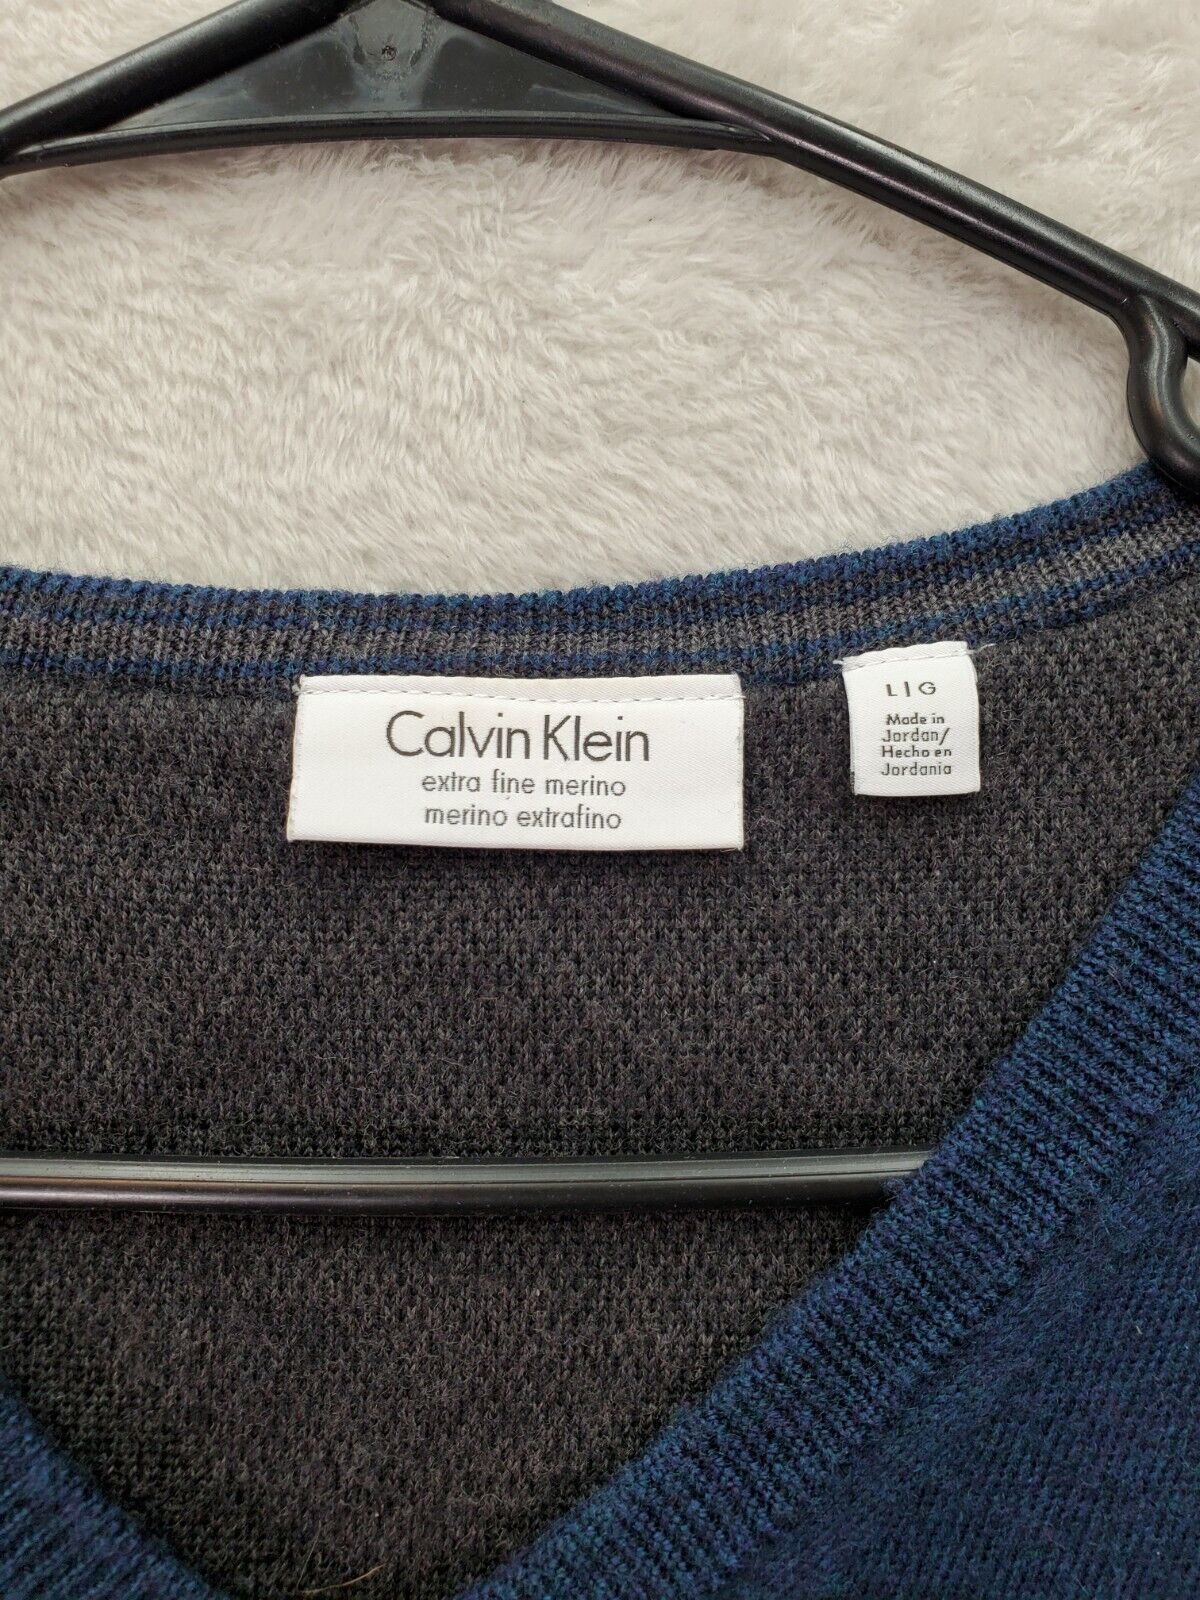 Calvin Klein
extra fine merino
merino extrafino
L|G
Made in
Jordan/
Hecho en
Jordania